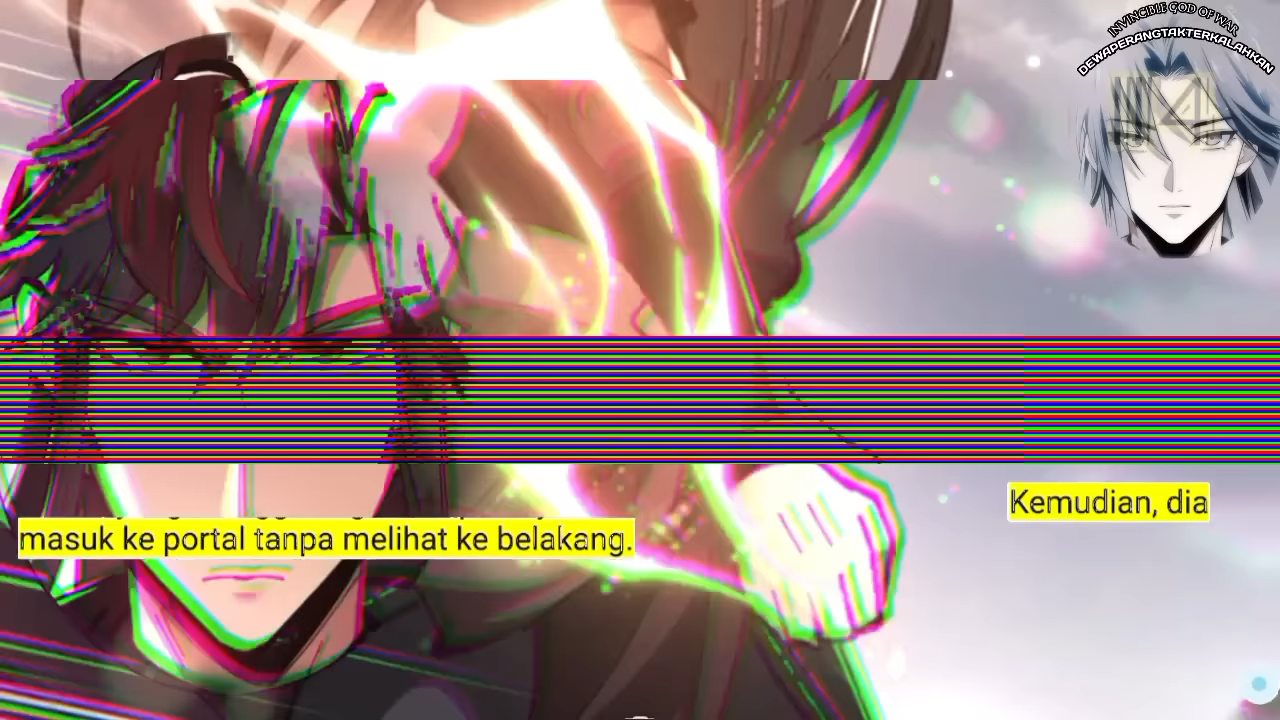 INVINCIBLE GOD OF WAR
DEWAPERANGTAKTERKALAHKAN
Kemudian, dia
masuk ke portal tanpa melihat ke belakang.